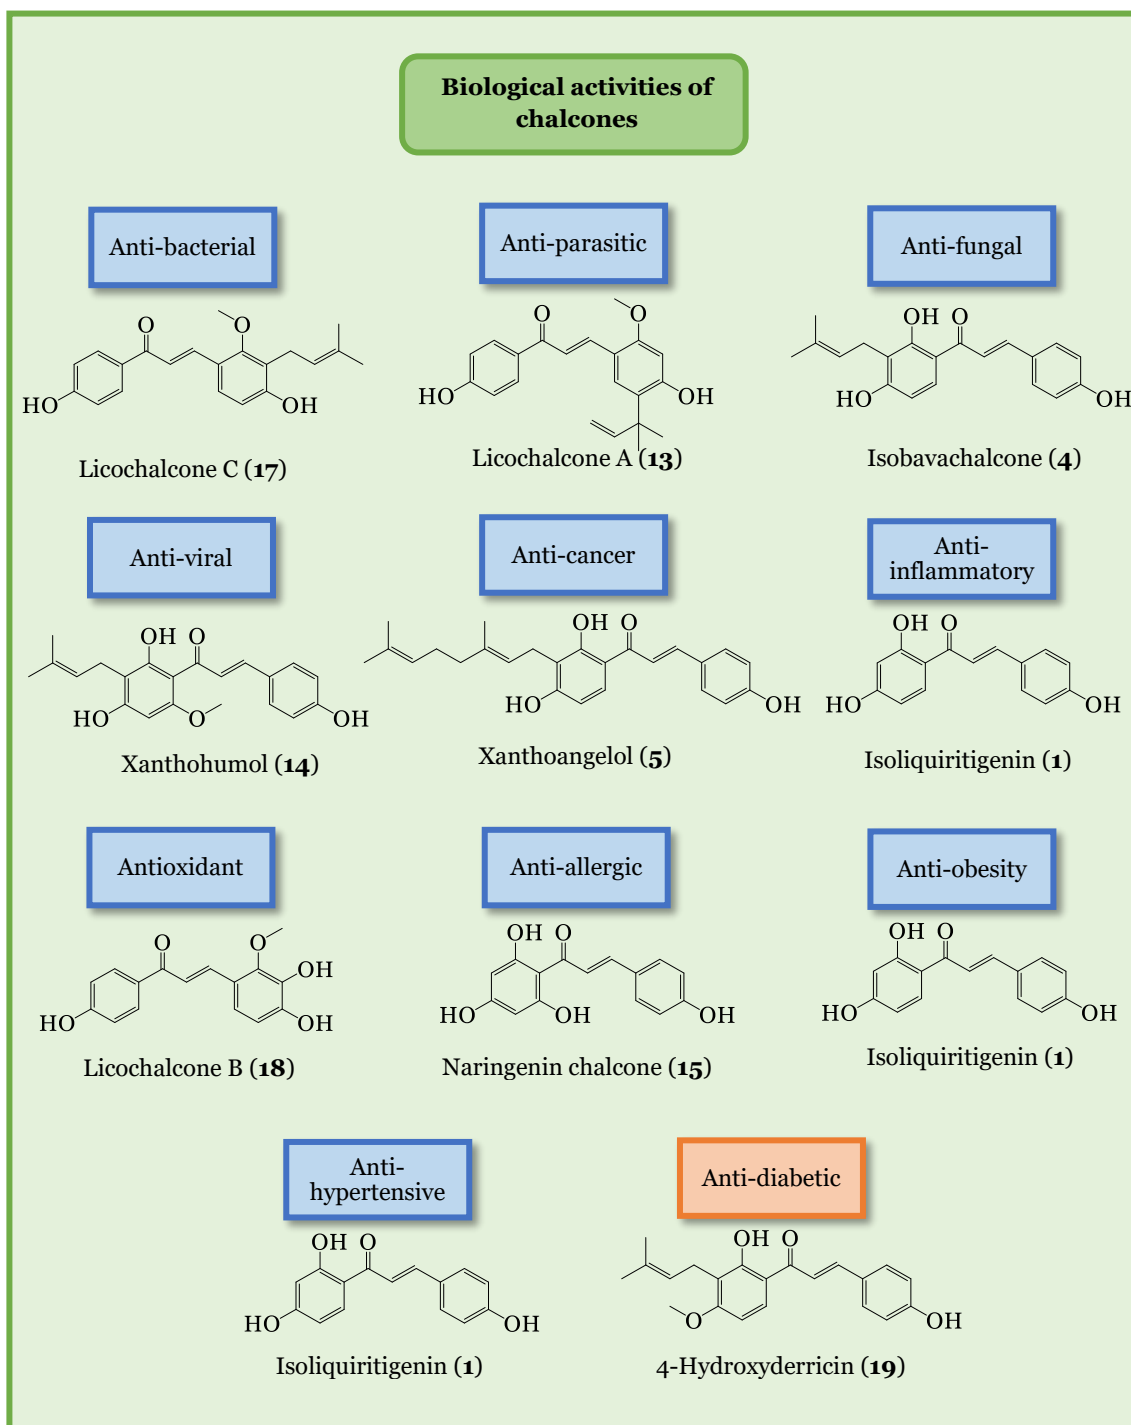 Biological activities of
chalcones
Anti-bacterial
Anti-parasitic
Anti-fungal
O
O
HO
OH
Licochalcone C (17)
O
O
HO
OH
Licochalcone A (13)
OH
O
HO
OH
Isobavachalcone (4)
Anti-viral
Anti-cancer
Anti-
inflammatory
OH
O
HO
O
OH
Xanthohumol (14)
OH
O
HO
OH
Xanthoangelol (5)
OH
O
HO
OH
Isoliquiritigenin (1)
Antioxidant
Anti-allergic
Anti-obesity
O
O
OH
HO
OH
Licochalcone B (18)
OH
O
HO
OH
OH
Naringenin chalcone (15)
OH
O
HO
OH
Isoliquiritigenin (1)
Anti-
hypertensive
Anti-diabetic
OH
O
HO
OH
Isoliquiritigenin (1)
OH
O
O
OH
4-Hydroxyderricin (19)